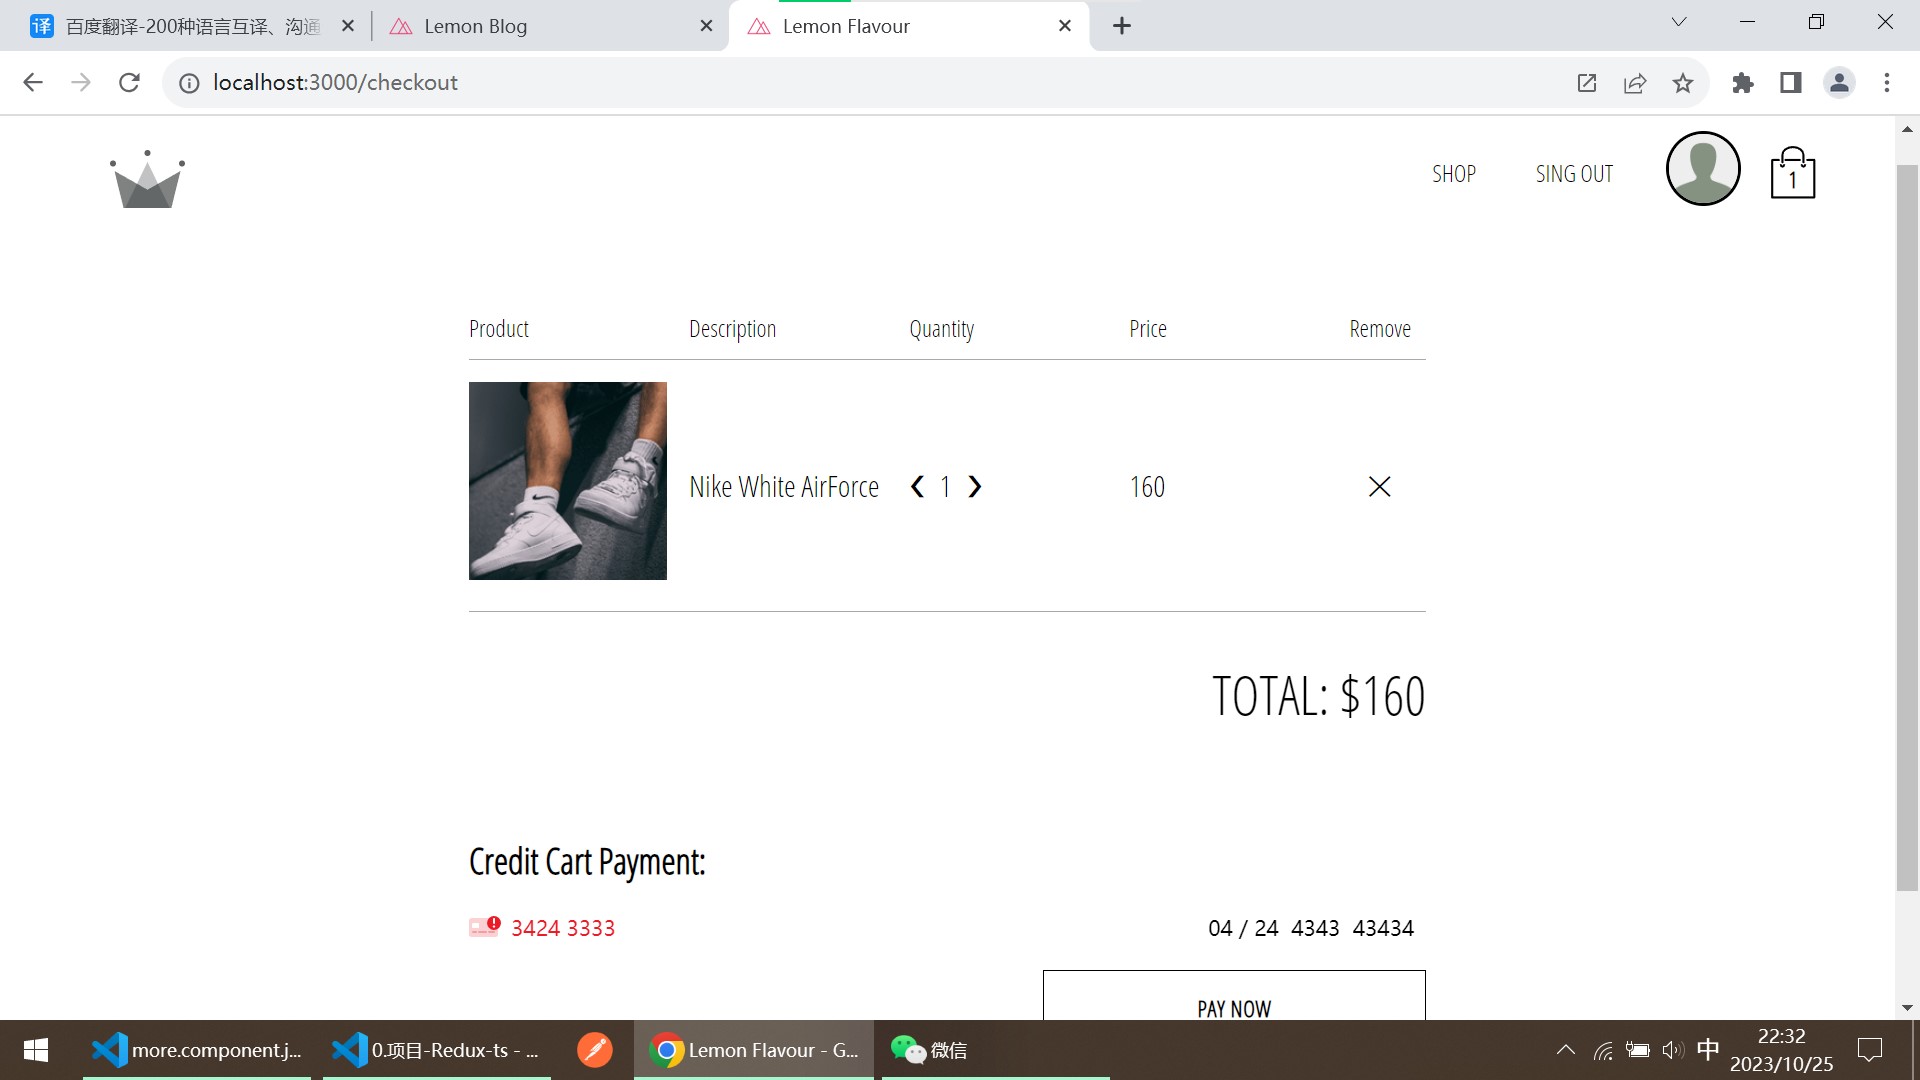 百度翻译-200种语言互译、沟通
Lemon Blog
Lemon Flavour
localhost:3000/checkout
SHOP
SING OUT
1
Product
Description
Quantity
Price
Remove
Nike White AirForce
1
160
TOTAL: $160
Credit Cart Payment:
3424 3333
04 / 24 4343 43434
PAY NOW
more.component.j...
0.项目-Redux-ts - ...
Lemon Flavour - G...
微信
中
22:32
2023/10/25